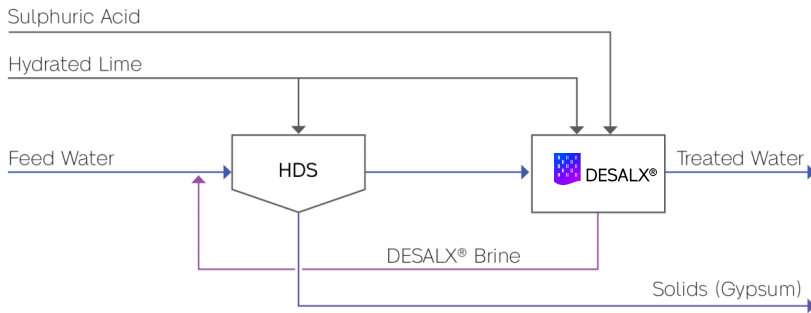 Sulphuric Acid
Hydrated Lime
Feed Water
HDS
DESALX®
Treated Water
DESALX® Brine
Solids (Gypsum)